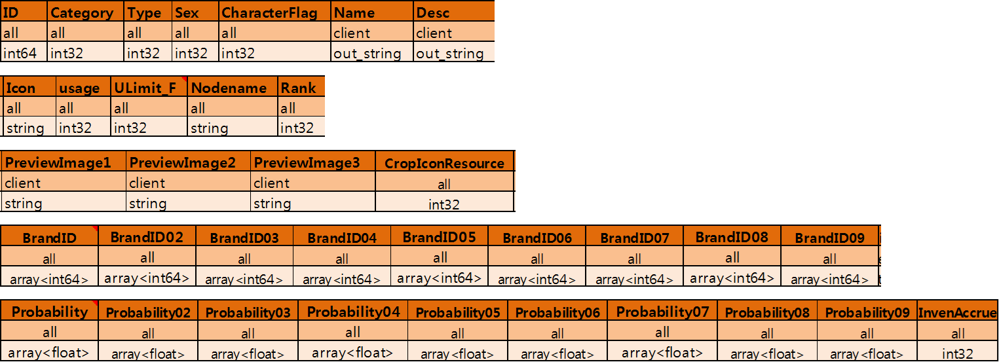 ID Category Type Sex CharacterFlag Name Desc
all all all all all client client
int64 int32 int32 int32 int32 out_string out_string
Icon usage ULimit_F Nodename Rank
all all all all all
string int32 int32 string int32
PreviewImage1 PreviewImage2 PreviewImage3 CropIconResource
client client client all
string string string int32
BrandID BrandID02 BrandID03 BrandID04 BrandID05 BrandID06 BrandID07 BrandID08 BrandID09
all all all all all all all all all
array<int64> array<int64> array<int64> array<int64> array<int64> array<int64> array<int64> array<int64> array<int64>
Probability Probability02 Probability03 Probability04 Probability05 Probability06 Probability07 Probability08 Probability09 InvenAccrue
all all all all all all all all all all
array<float> array<float> array<float> array<float> array<float> array<float> array<float> array<float> array<float> int32